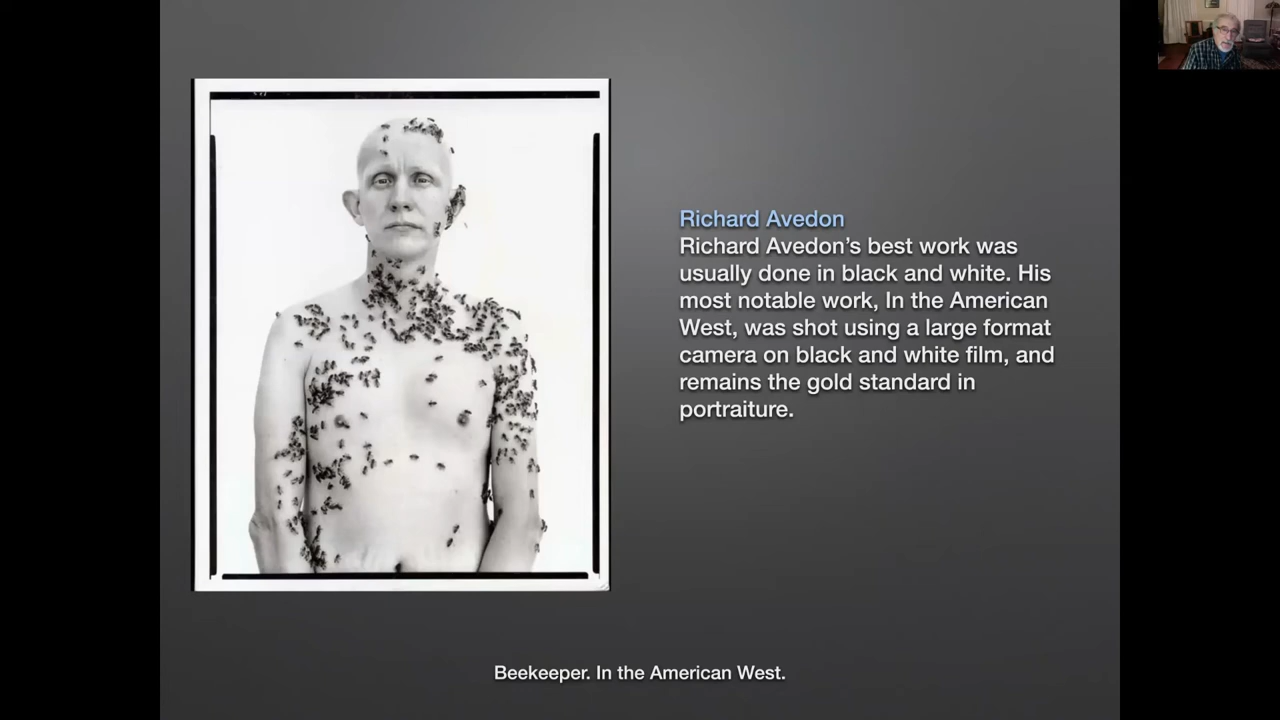 Richard Avedon
Richard Avedon’s best work was
usually done in black and white. His
most notable work, In the American
West, was shot using a large format
camera on black and white film, and
remains the gold standard in
portraiture.
Beekeeper. In the American West.